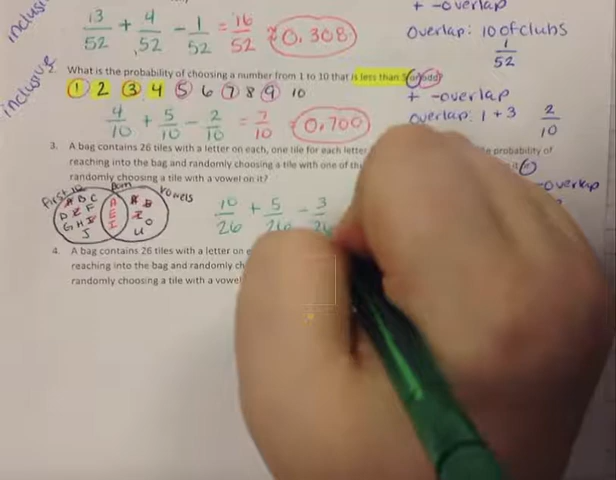 inclusive
13/52 + 4/52 - 1/52 = 16/52 ≈ 0.308
+ - overlap
overlap: 10 of clubs
1/52
inclusive
2. What is the probability of choosing a number from 1 to 10 that is less than 5 or odd?
1 2 3 4 5 6 7 8 9 10
+ - overlap
overlap: 1 + 3 2/10
4/10 + 5/10 - 2/10 = 7/10 = 0.700
3. A bag contains 26 tiles with a letter on each, one tile for each letter probability of
reaching into the bag and randomly choosing a tile with one of the
randomly choosing a tile with a vowel on it?
- overlap
First 10 Both Vowels
A B C
D E F
G H I
J
A
E
I
O
U
10/26 + 5/26 - 3/26
4. A bag contains 26 tiles with a letter on
reaching into the bag and randomly ch
randomly choosing a tile with a vowel